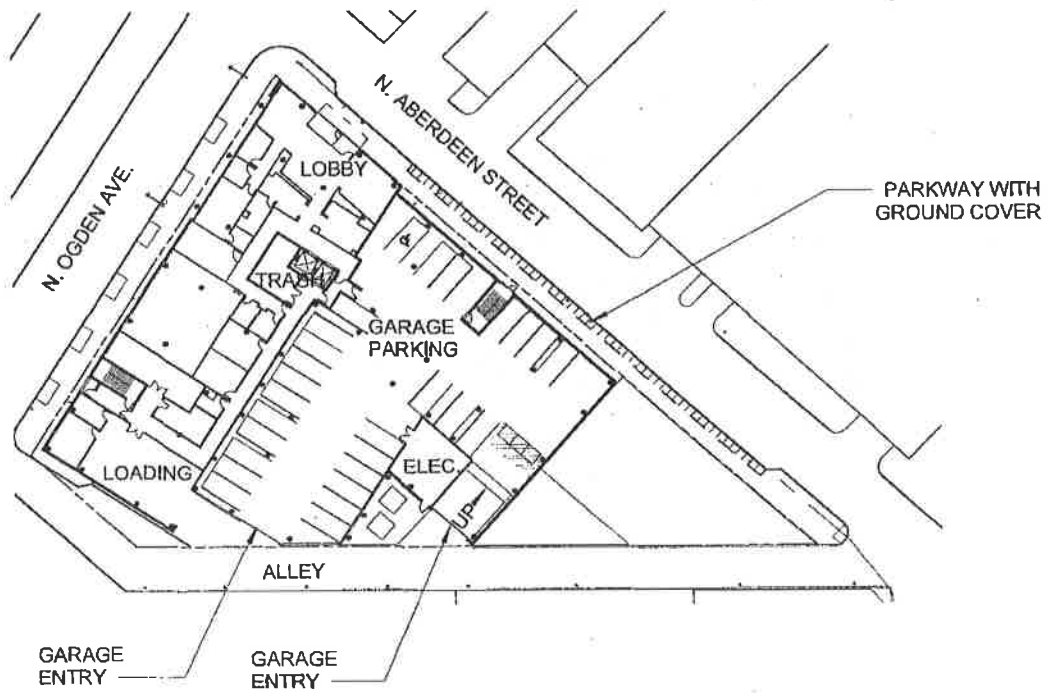 N. ABERDEEN STREET
LOBBY
N. OGDEN AVE.
PARKWAY WITH
GROUND COVER
TRASH
GARAGE
PARKING
LOADING
ELEC.
UP
ALLEY
GARAGE
ENTRY
GARAGE
ENTRY